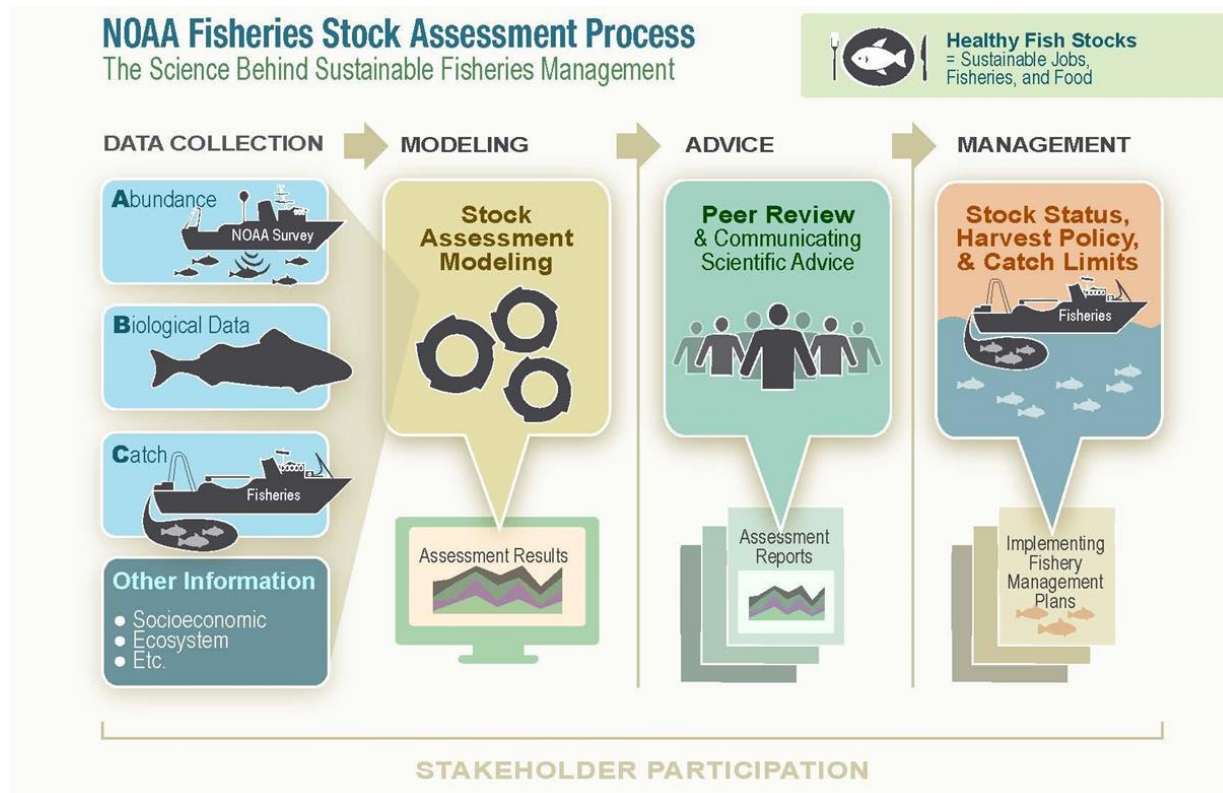 NOAA Fisheries Stock Assessment Process
The Science Behind Sustainable Fisheries Management
Healthy Fish Stocks
= Sustainable Jobs,
Fisheries, and Food
DATA COLLECTION
MODELING
ADVICE
MANAGEMENT
Abundance
NOAA Survey
Biological Data
Catch
Fisheries
Other Information
● Socioeconomic
● Ecosystem
● Etc.
Stock
Assessment
Modeling
Assessment Results
Peer Review
& Communicating
Scientific Advice
Assessment
Reports
Stock Status,
Harvest Policy,
& Catch Limits
Fisheries
Implementing
Fishery
Management
Plans
STAKEHOLDER PARTICIPATION